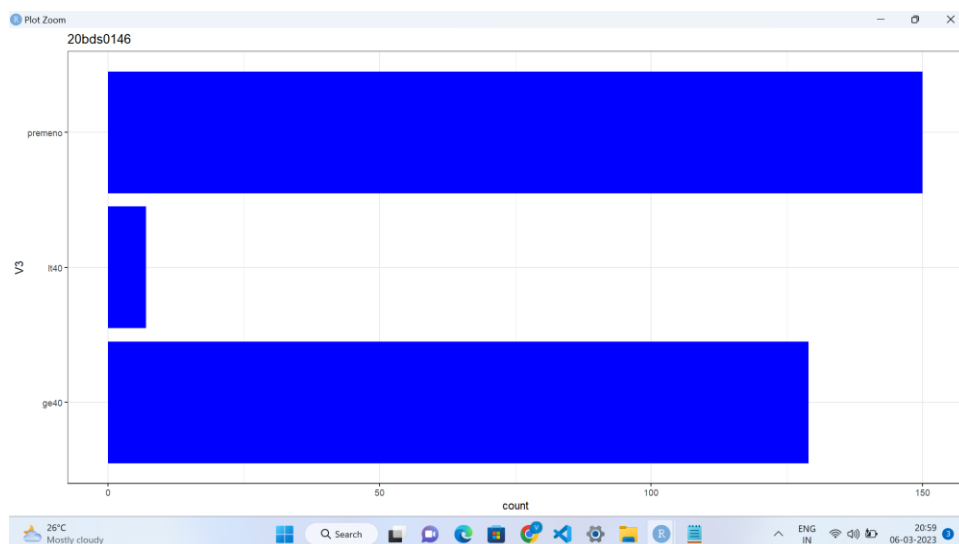 Plot Zoom
20bds0146
premeno
lt40
ge40
V3
0 50 100 150
count
26°C
Mostly cloudy
Search
ENG
IN
20:59
06-03-2023
3